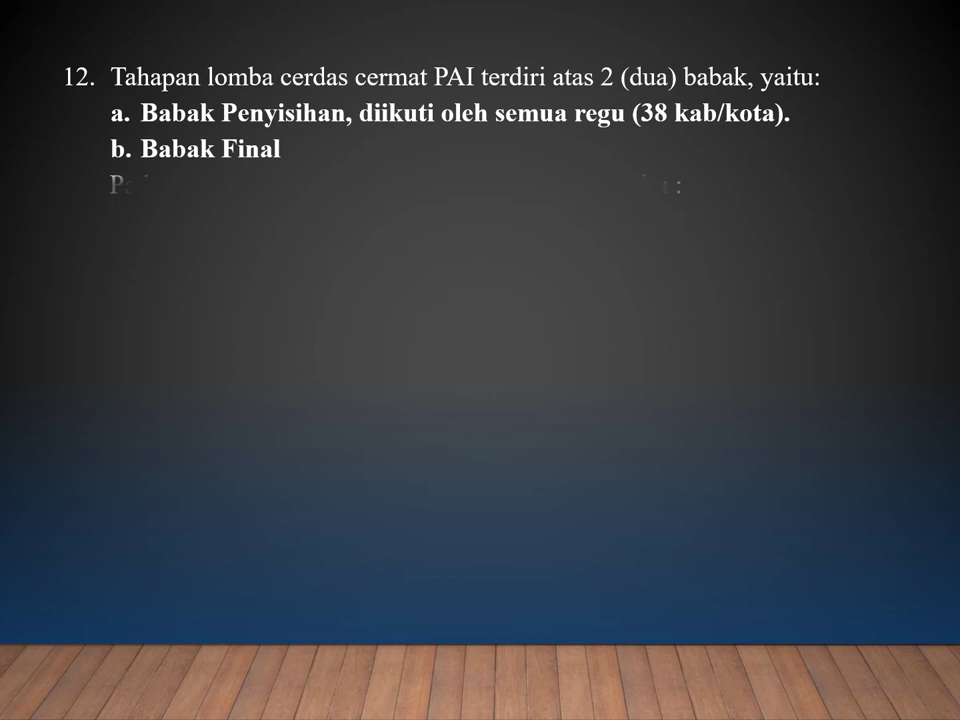 12. Tahapan lomba cerdas cermat PAI terdiri atas 2 (dua) babak, yaitu:
a. Babak Penyisihan, diikuti oleh semua regu (38 kab/kota).
b. Babak Final